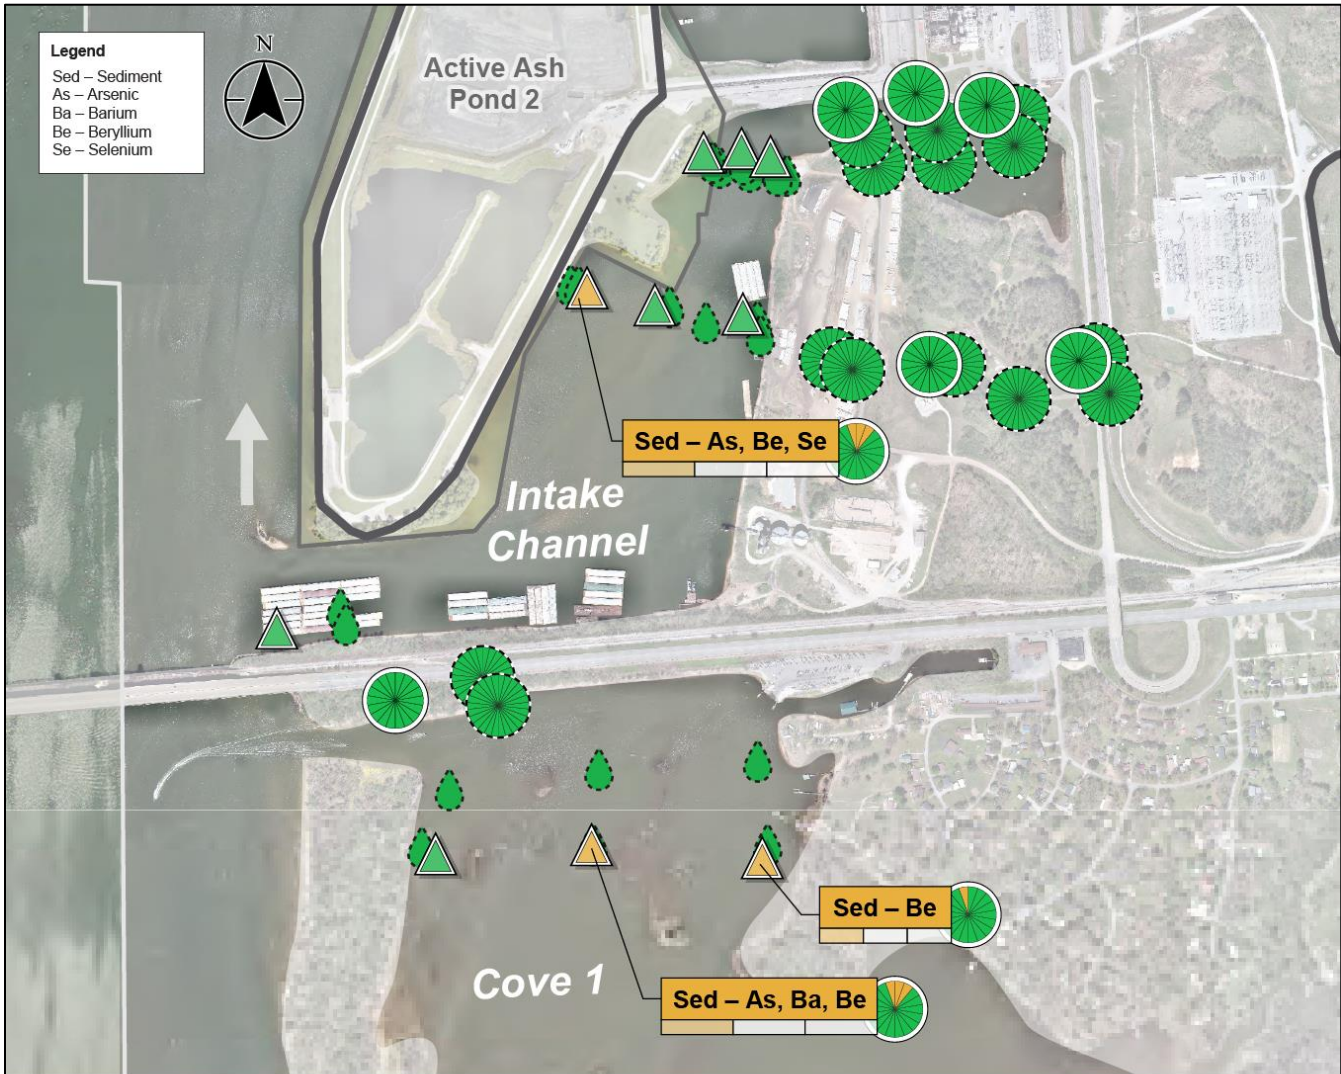 Legend
Sed – Sediment
As – Arsenic
Ba – Barium
Be – Beryllium
Se – Selenium
N
Active Ash
Pond 2
Sed – As, Be, Se
Intake
Channel
Sed – Be
Cove 1
Sed – As, Ba, Be